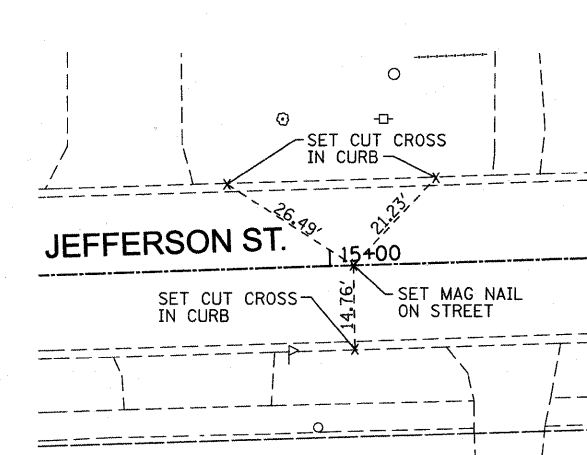 SET CUT CROSS
IN CURB
26.49'
21.23'
JEFFERSON ST.
15+00
SET CUT CROSS
IN CURB
14.76'
SET MAG NAIL
ON STREET